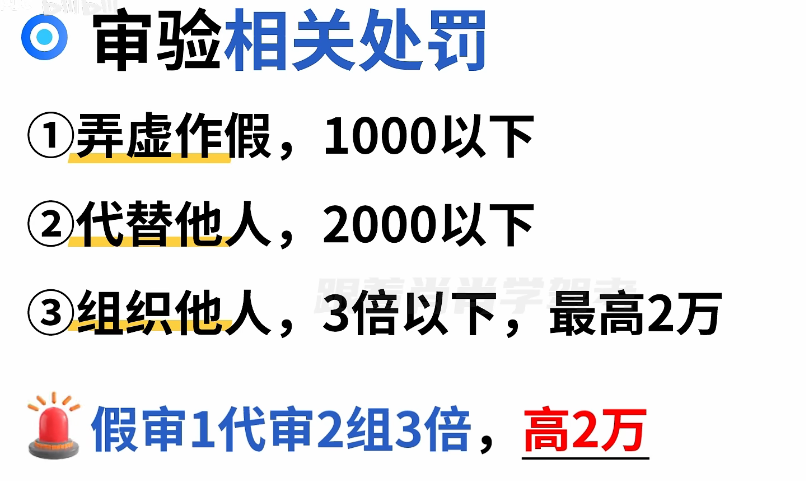 审验相关处罚
①弄虚作假，1000以下
②代替他人，2000以下
③组织他人，3倍以下，最高2万
假审1代审2组3倍，高2万